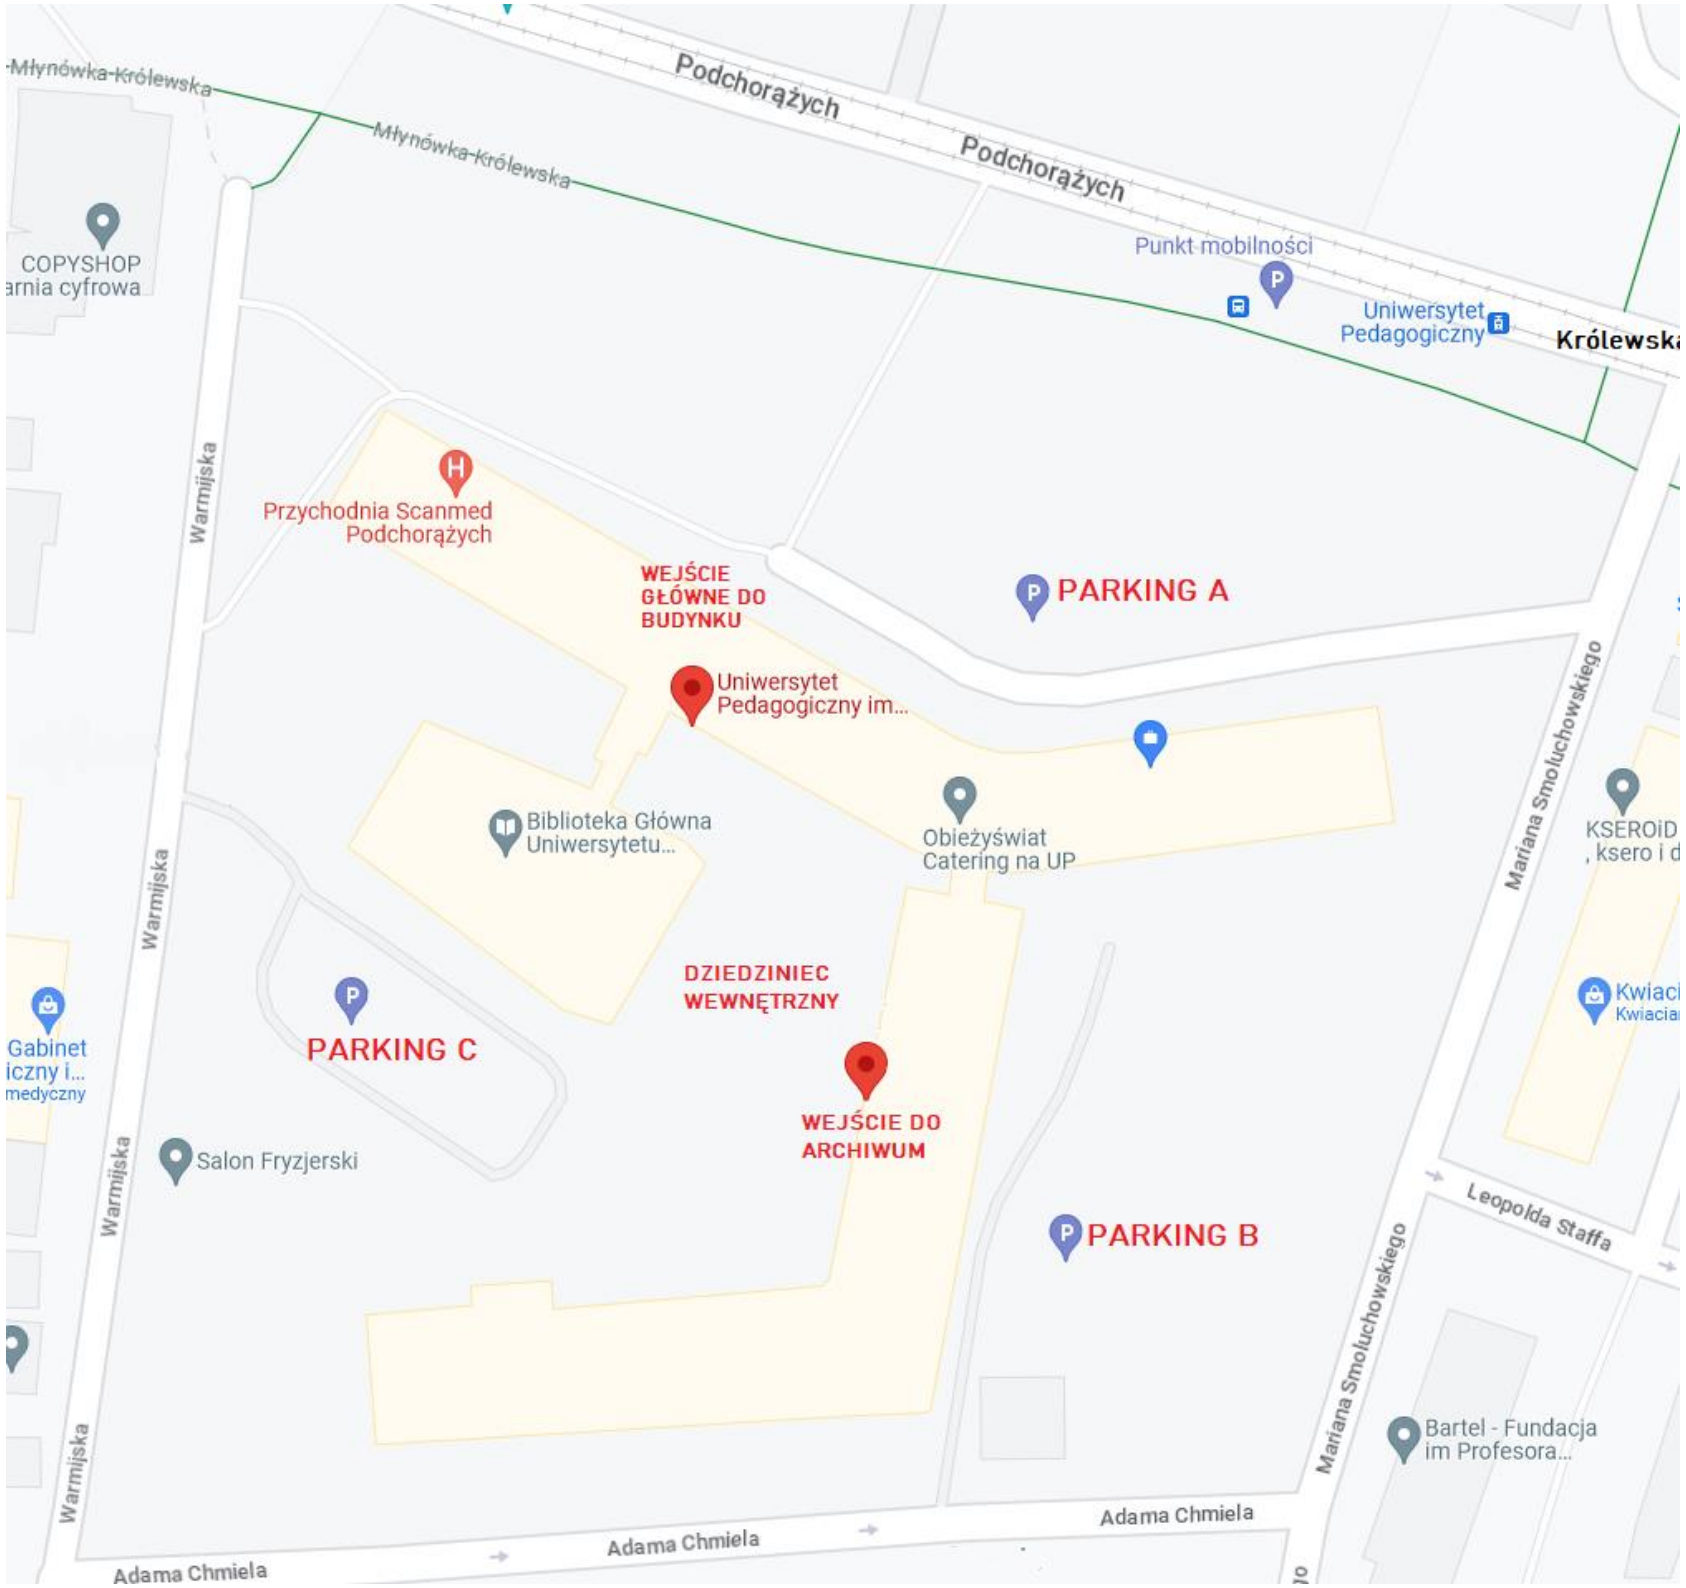 Podchorążych
Młynówka Królewska
Młynówka Królewska
Podchorążych
COPYSHOP
arnia cyfrowa
Punkt mobilności
Uniwersytet
Pedagogiczny
Królewska
Warmijska
Przychodnia Scanmed
Podchorążych
WEJŚCIE
GŁÓWNE DO
BUDYNKU
PARKING A
Uniwersytet
Pedagogiczny im...
Mariana Smoluchowskiego
Biblioteka Główna
Uniwersytetu...
Obieżyświat
Catering na UP
KSEROiD
, ksero i d
Warmijska
DZIEDZINIEC
WEWNĘTRZNY
Kwiaci
Kwiacia
PARKING C
Gabinet
iczny i...
medyczny
WEJŚCIE DO
ARCHIWUM
Salon Fryzjerski
Warmijska
Leopolda Staffa
PARKING B
Mariana Smoluchowskiego
Bartel - Fundacja
im Profesora...
Warmijska
Adama Chmiela
Adama Chmiela
Adama Chmiela
go